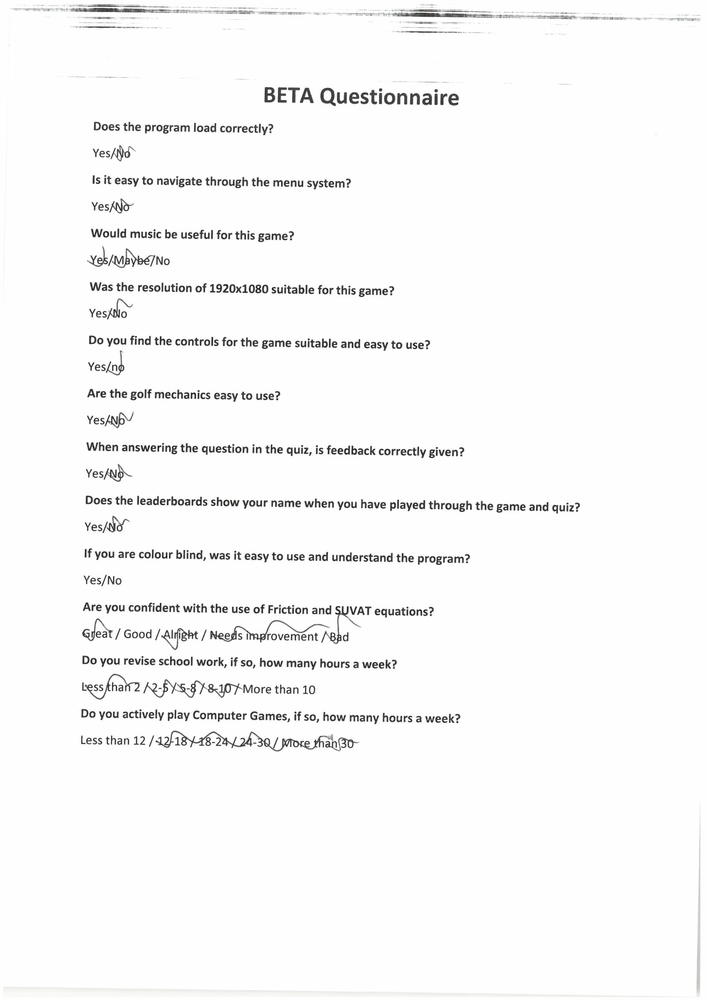 BETA Questionnaire
Does the program load correctly?
Yes/No
Is it easy to navigate through the menu system?
Yes/No
Would music be useful for this game?
Yes/Maybe/No
Was the resolution of 1920x1080 suitable for this game?
Yes/No
Do you find the controls for the game suitable and easy to use?
Yes/no
Are the golf mechanics easy to use?
Yes/No
When answering the question in the quiz, is feedback correctly given?
Yes/No
Does the leaderboards show your name when you have played through the game and quiz?
Yes/No
If you are colour blind, was it easy to use and understand the program?
Yes/No
Are you confident with the use of Friction and SUVAT equations?
Great / Good / Alright / Needs improvement / Bad
Do you revise school work, if so, how many hours a week?
Less than 2 / 2-5 / 5-8 / 8-10 / More than 10
Do you actively play Computer Games, if so, how many hours a week?
Less than 12 / 12-18 / 18-24 / 24-30 / More than 30